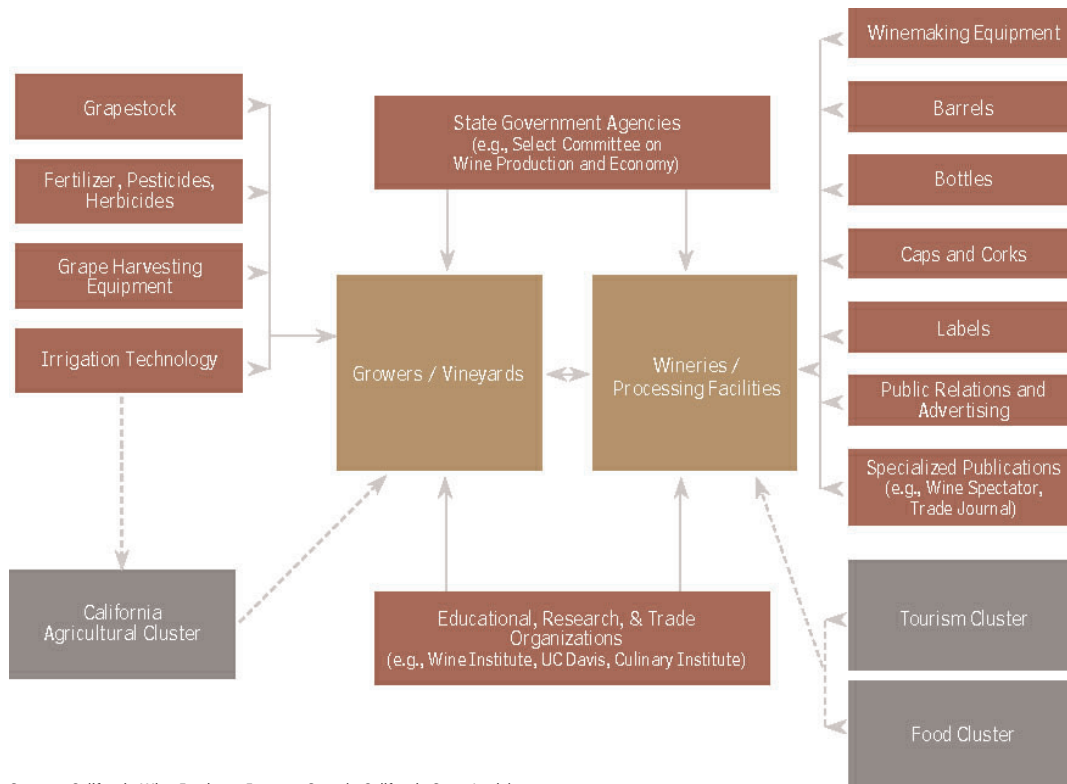 Winemaking Equipment
Grapestock
State Government Agencies
(e.g., Select Committee on
Wine Production and Economy)
Barrels
Fertilizer, Pesticides,
Herbicides
Bottles
Grape Harvesting
Equipment
Caps and Corks
Irrigation Technology
Growers / Vineyards
Wineries /
Processing Facilities
Labels
Public Relations and
Advertising
Specialized Publications
(e.g., Wine Spectator,
Trade Journal)
California
Agricultural Cluster
Educational, Research, & Trade
Organizations
(e.g., Wine Institute, UC Davis, Culinary Institute)
Tourism Cluster
Food Cluster